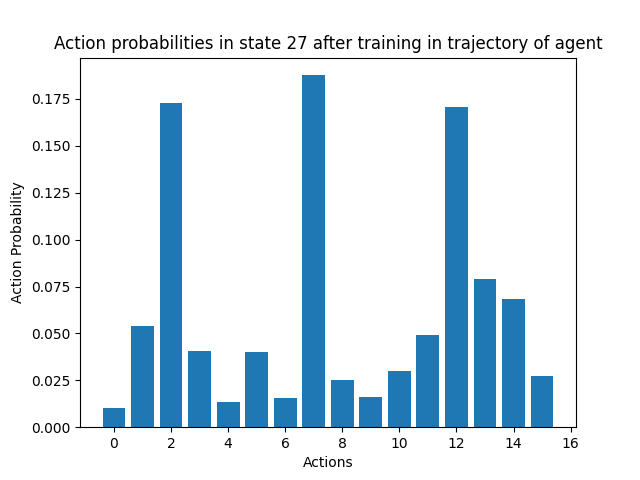 Action probabilities in state 27 after training in trajectory of agent
0.175
0.150
0.125
0.100
0.075
0.050
0.025
0.000
Action Probability
0 2 4 6 8 10 12 14 16
Actions